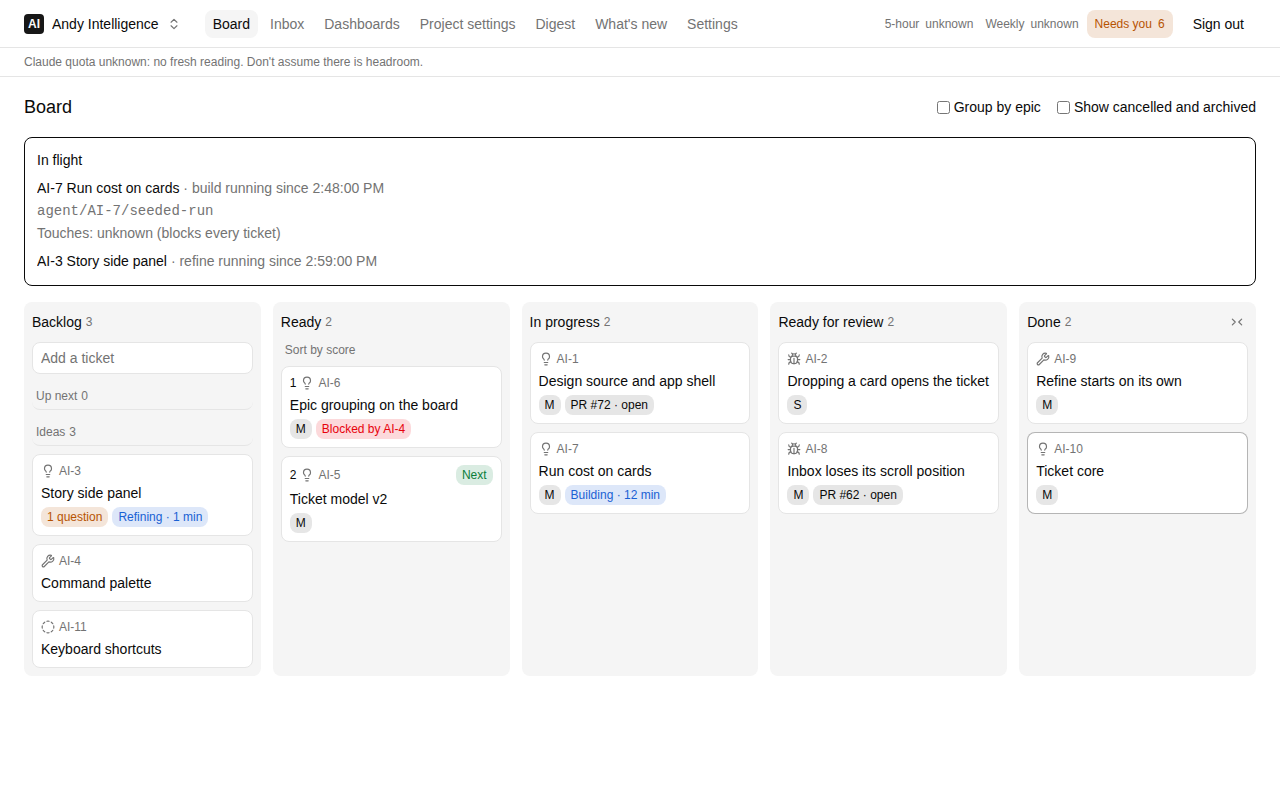 AI Andy Intelligence Board Inbox Dashboards Project settings Digest What's new Settings 5-hour unknown Weekly unknown Needs you 6 Sign out
Claude quota unknown: no fresh reading. Don't assume there is headroom.
Board
Group by epic Show cancelled and archived
In flight
AI-7 Run cost on cards · build running since 2:48:00 PM
agent/AI-7/seeded-run
Touches: unknown (blocks every ticket)
AI-3 Story side panel · refine running since 2:59:00 PM
Backlog 3
Add a ticket
Up next 0
Ideas 3
AI-3
Story side panel
1 question Refining · 1 min
AI-4
Command palette
AI-11
Keyboard shortcuts
Ready 2
Sort by score
1 AI-6
Epic grouping on the board
M Blocked by AI-4
2 AI-5 Next
Ticket model v2
M
In progress 2
AI-1
Design source and app shell
M PR #72 · open
AI-7
Run cost on cards
M Building · 12 min
Ready for review 2
AI-2
Dropping a card opens the ticket
S
AI-8
Inbox loses its scroll position
M PR #62 · open
Done 2
AI-9
Refine starts on its own
M
AI-10
Ticket core
M